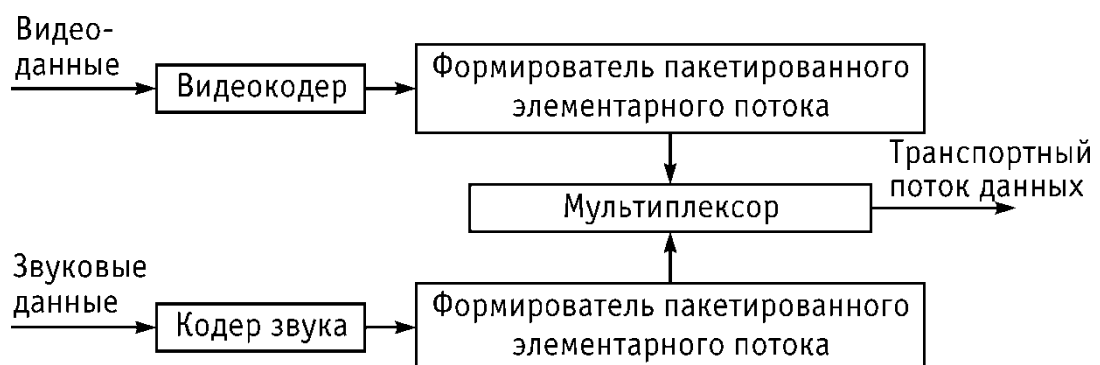 Видео-
данные
Видеокодер
Формирователь пакетированного
элементарного потока
Мультиплексор
Транспортный
поток данных
Звуковые
данные
Кодер звука
Формирователь пакетированного
элементарного потока